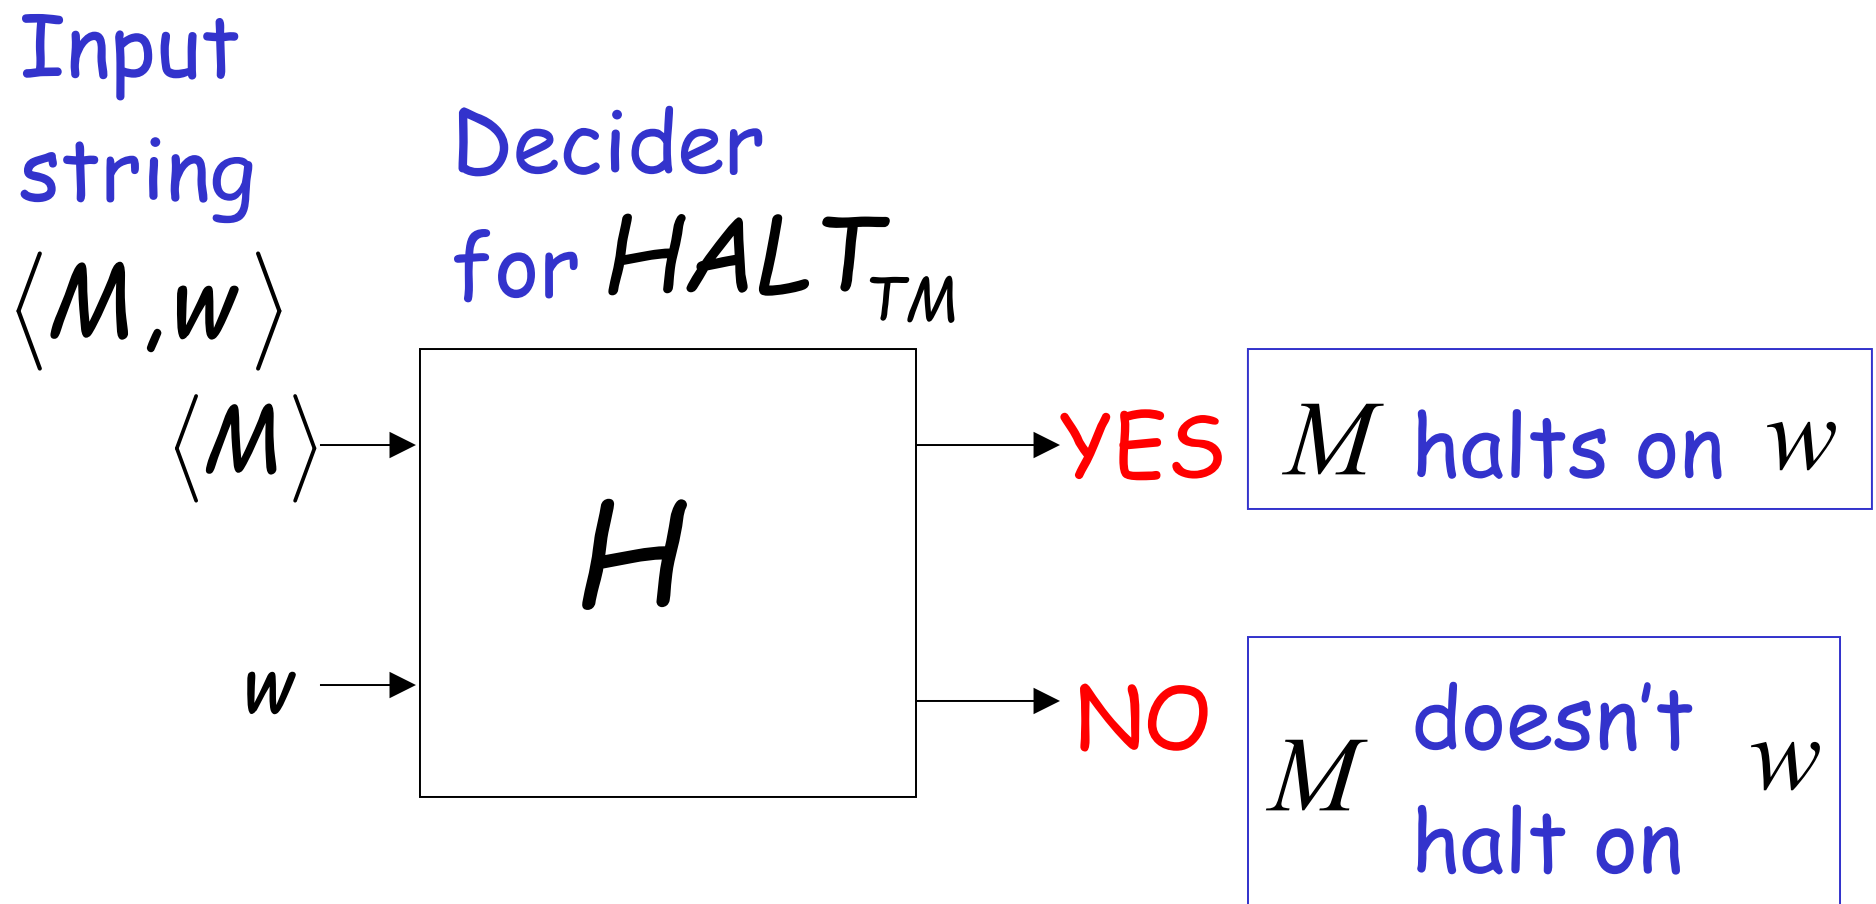 Input
string
⟨M,w⟩
Decider
for HALT_TM
⟨M⟩
w
H
YES
M halts on w
NO
M doesn’t halt on w